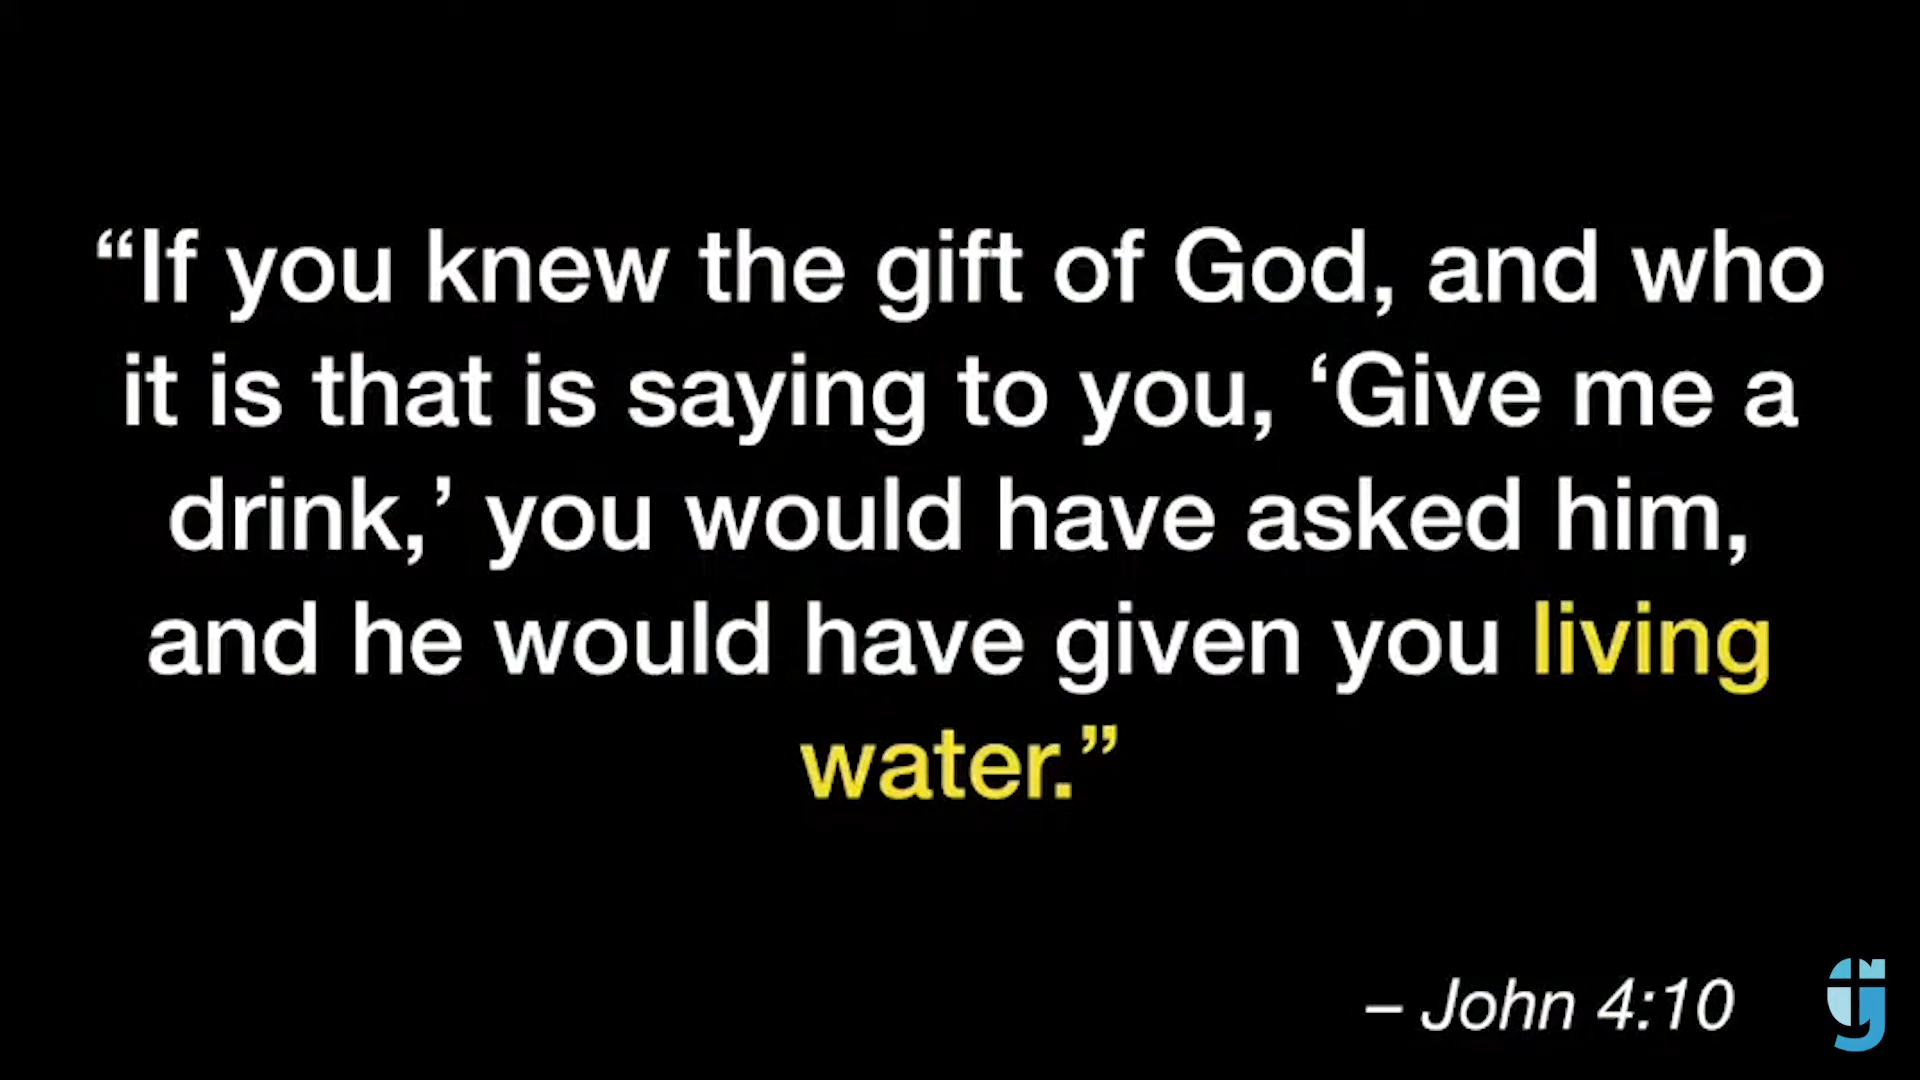 “If you knew the gift of God, and who
it is that is saying to you, ‘Give me a
drink,’ you would have asked him,
and he would have given you living
water.”
– John 4:10